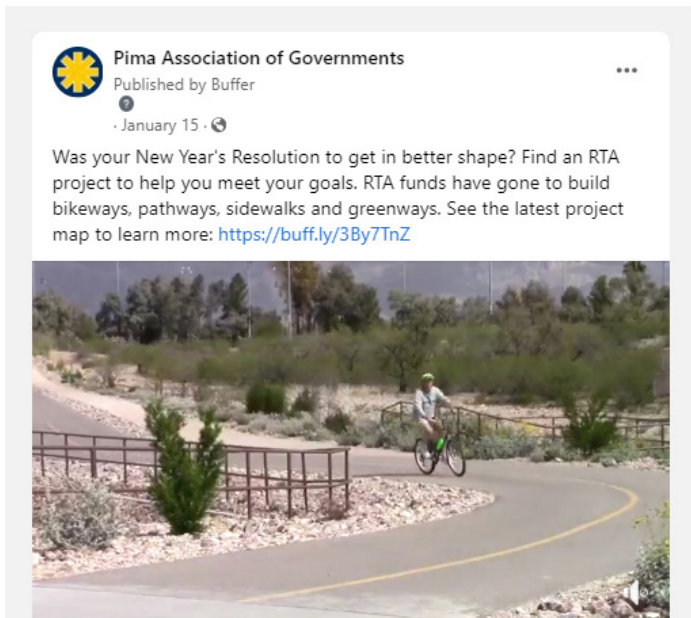 Pima Association of Governments
Published by Buffer
?
· January 15 ·
Was your New Year's Resolution to get in better shape? Find an RTA
project to help you meet your goals. RTA funds have gone to build
bikeways, pathways, sidewalks and greenways. See the latest project
map to learn more: https://buff.ly/3By7TnZ